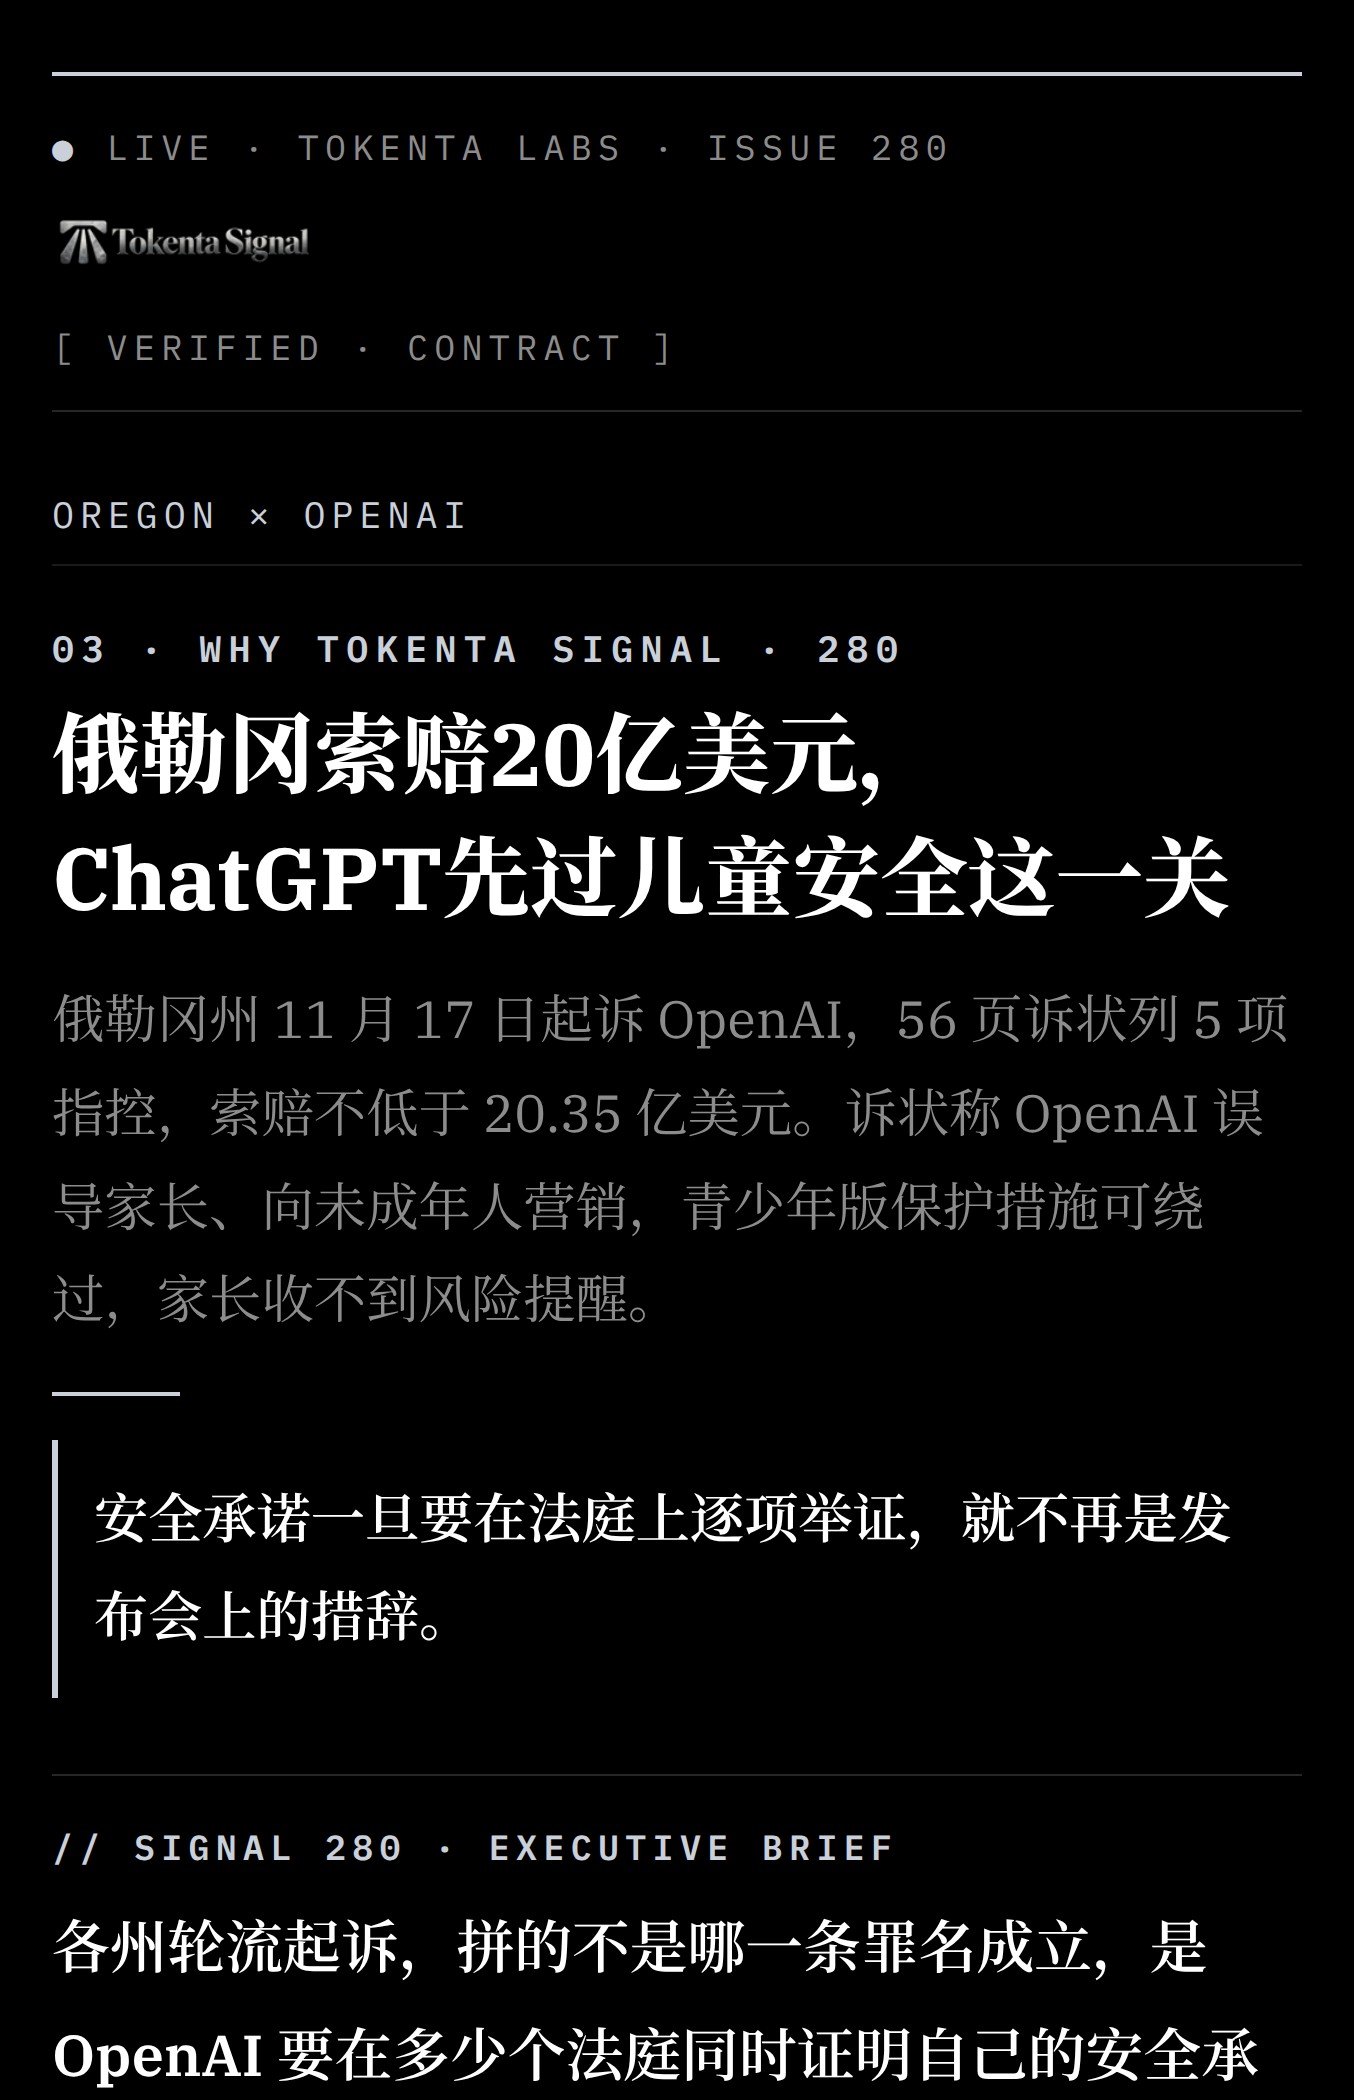 ● LIVE · TOKENTA LABS · ISSUE 280
Tokenta Signal
[ VERIFIED · CONTRACT ]
OREGON × OPENAI
03 · WHY TOKENTA SIGNAL · 280
俄勒冈索赔20亿美元,
ChatGPT先过儿童安全这一关
俄勒冈州 11 月 17 日起诉 OpenAI，56 页诉状列 5 项
指控，索赔不低于 20.35 亿美元。诉状称 OpenAI 误
导家长、向未成年人营销，青少年版保护措施可绕
过，家长收不到风险提醒。
安全承诺一旦要在法庭上逐项举证，就不再是发
布会上的措辞。
// SIGNAL 280 · EXECUTIVE BRIEF
各州轮流起诉，拼的不是哪一条罪名成立，是
OpenAI 要在多少个法庭同时证明自己的安全承